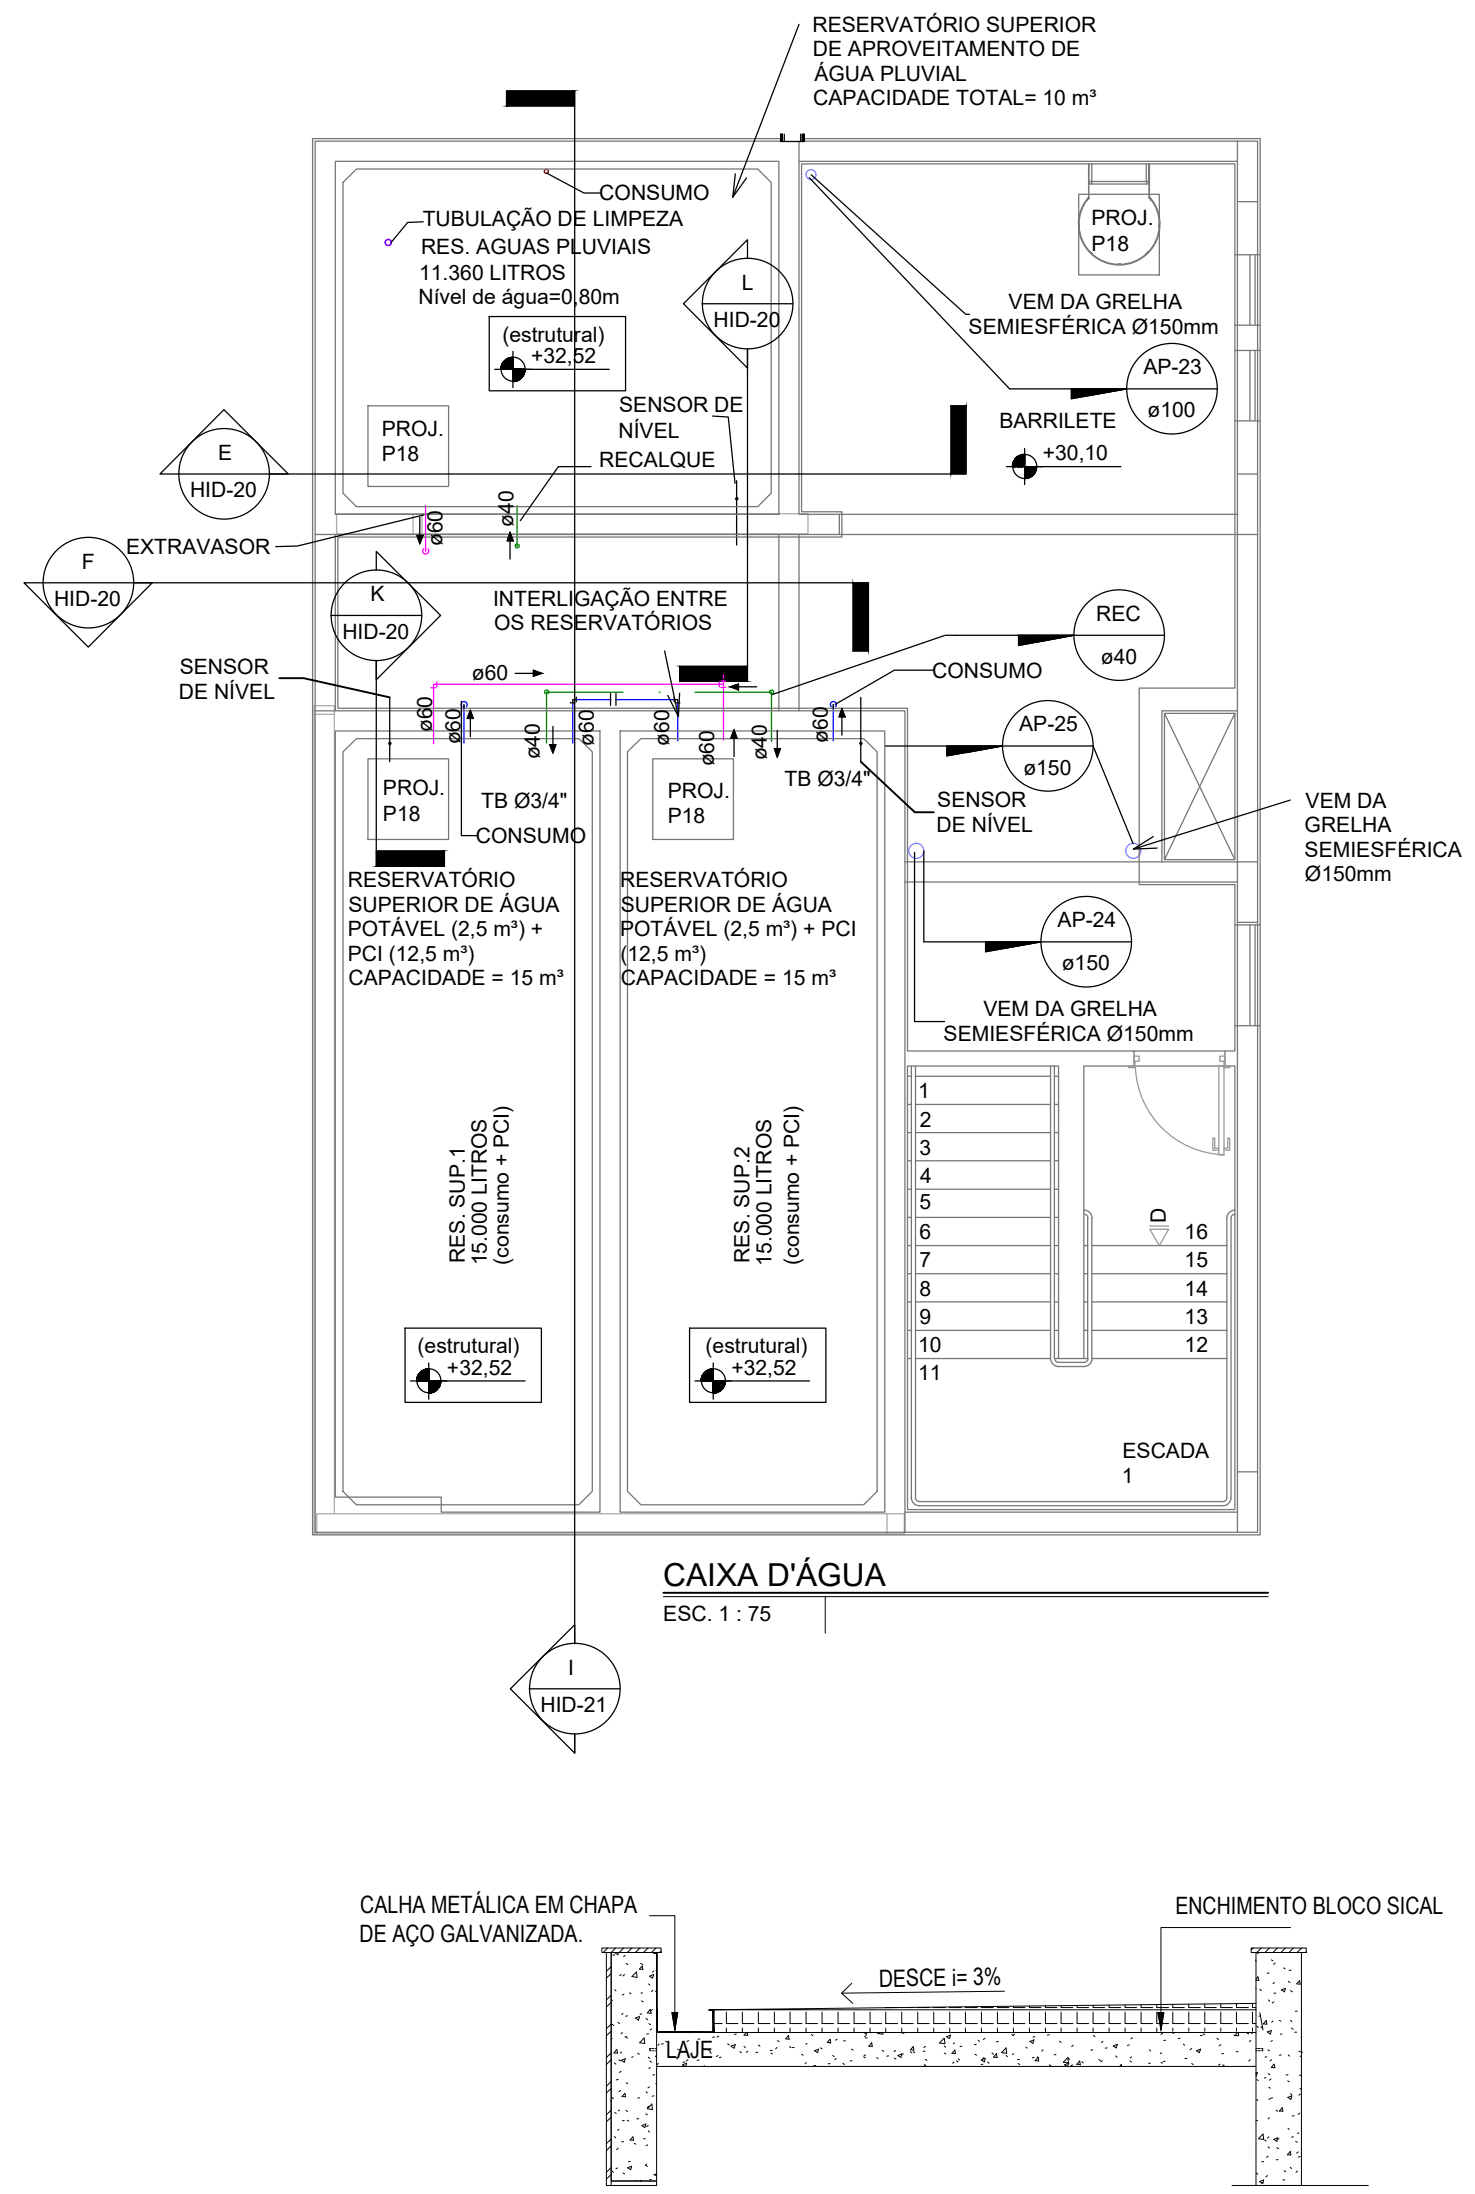 RESERVATÓRIO SUPERIOR
DE APROVEITAMENTO DE
ÁGUA PLUVIAL
CAPACIDADE TOTAL= 10 m³
CONSUMO
TUBULAÇÃO DE LIMPEZA
RES. AGUAS PLUVIAIS
11.360 LITROS
Nível de água=0,80m
(estrutural)
+32,52
L
HID-20
PROJ.
P18
VEM DA GRELHA
SEMIESFÉRICA Ø150mm
AP-23
ø100
SENSOR DE
NÍVEL
RECALQUE
BARRILETE
+30,10
PROJ.
P18
E
HID-20
ø60
ø40
EXTRAVASOR
F
HID-20
K
HID-20
INTERLIGAÇÃO ENTRE
OS RESERVATÓRIOS
REC
ø40
SENSOR
DE NÍVEL
ø60
CONSUMO
ø60
ø60
ø40
ø60
ø60
ø60
ø40
ø60
AP-25
ø150
PROJ.
P18
TB Ø3/4"
CONSUMO
PROJ.
P18
TB Ø3/4"
SENSOR
DE NÍVEL
VEM DA
GRELHA
SEMIESFÉRICA
Ø150mm
RESERVATÓRIO
SUPERIOR DE ÁGUA
POTÁVEL (2,5 m³) +
PCI (12,5 m³)
CAPACIDADE = 15 m³
RESERVATÓRIO
SUPERIOR DE ÁGUA
POTÁVEL (2,5 m³) + PCI
(12,5 m³)
CAPACIDADE = 15 m³
AP-24
ø150
VEM DA GRELHA
SEMIESFÉRICA Ø150mm
RES. SUP.1
15.000 LITROS
(consumo + PCI)
RES. SUP.2
15.000 LITROS
(consumo + PCI)
1
2
3
4
5
6
7
8
9
10
11
D
16
15
14
13
12
(estrutural)
+32,52
(estrutural)
+32,52
ESCADA
1
CAIXA D'ÁGUA
ESC. 1 : 75
I
HID-21
CALHA METÁLICA EM CHAPA
DE AÇO GALVANIZADA.
ENCHIMENTO BLOCO SICAL
DESCE i= 3%
LAJE